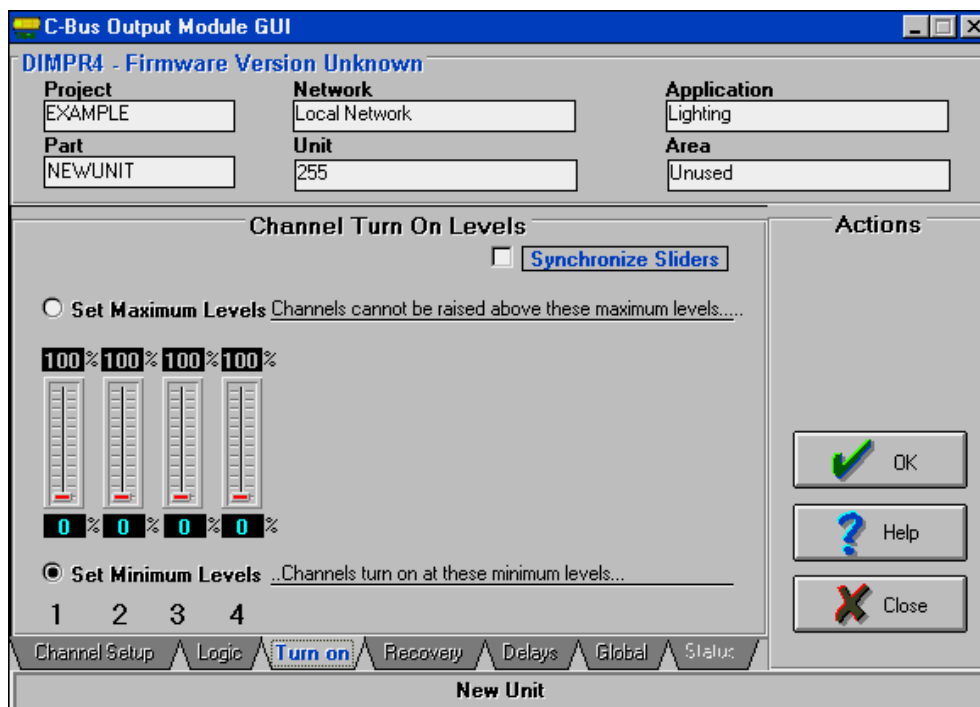 C-Bus Output Module GUI
DIMPR4 - Firmware Version Unknown
Project
Network
Application
EXAMPLE
Local Network
Lighting
Part
Unit
Area
NEWUNIT
255
Unused
Channel Turn On Levels
Actions
Synchronize Sliders
Set Maximum Levels Channels cannot be raised above these maximum levels.....
100 % 100 % 100 % 100 %
0 % 0 % 0 % 0 %
Set Minimum Levels ..Channels turn on at these minimum levels...
1 2 3 4
OK
Help
Close
Channel Setup Logic Turn on Recovery Delays Global Status
New Unit